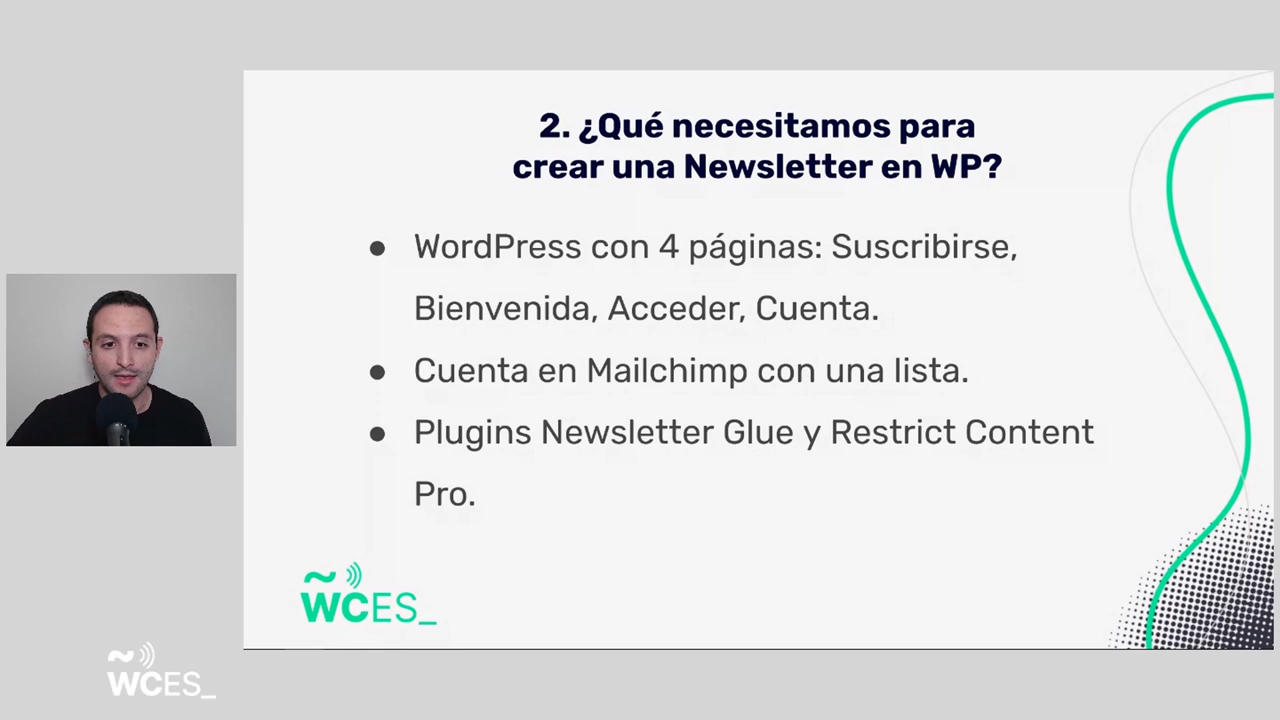 2. ¿Qué necesitamos para
crear una Newsletter en WP?
● WordPress con 4 páginas: Suscribirse,
Bienvenida, Acceder, Cuenta.
● Cuenta en Mailchimp con una lista.
● Plugins Newsletter Glue y Restrict Content
Pro.
~ WCES_
~ WCES_